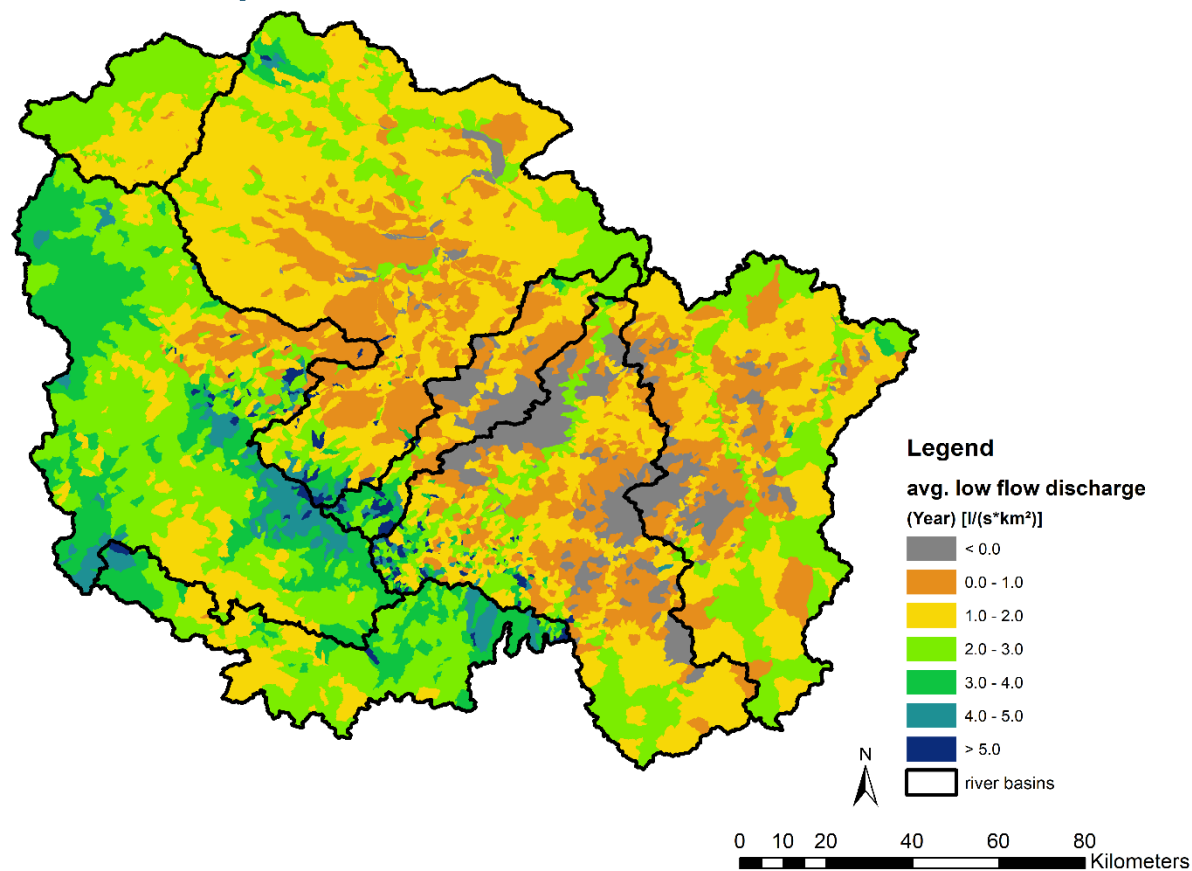 Legend
avg. low flow discharge
(Year) [l/(s*km²)]
< 0.0
0.0 - 1.0
1.0 - 2.0
2.0 - 3.0
3.0 - 4.0
4.0 - 5.0
> 5.0
river basins
N
0 10 20 40 60 80
Kilometers